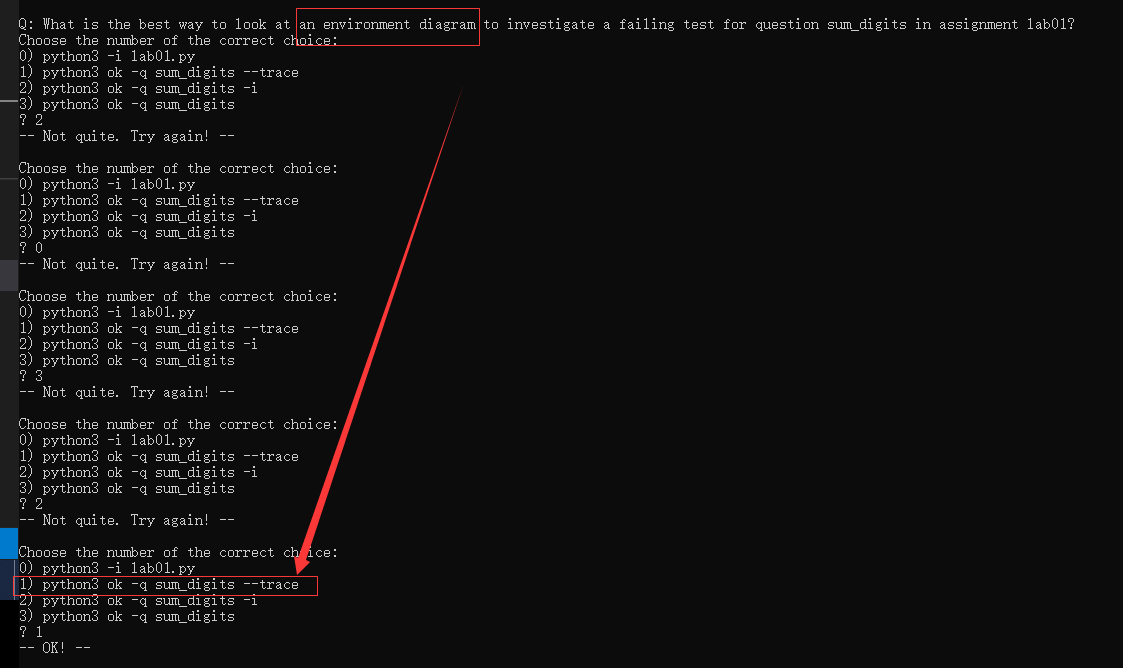 Q: What is the best way to look at an environment diagram to investigate a failing test for question sum_digits in assignment lab01?
Choose the number of the correct choice:
0) python3 -i lab01.py
1) python3 ok -q sum_digits --trace
2) python3 ok -q sum_digits -i
3) python3 ok -q sum_digits
? 2
-- Not quite. Try again! --
Choose the number of the correct choice:
0) python3 -i lab01.py
1) python3 ok -q sum_digits --trace
2) python3 ok -q sum_digits -i
3) python3 ok -q sum_digits
? 0
-- Not quite. Try again! --
Choose the number of the correct choice:
0) python3 -i lab01.py
1) python3 ok -q sum_digits --trace
2) python3 ok -q sum_digits -i
3) python3 ok -q sum_digits
? 3
-- Not quite. Try again! --
Choose the number of the correct choice:
0) python3 -i lab01.py
1) python3 ok -q sum_digits --trace
2) python3 ok -q sum_digits -i
3) python3 ok -q sum_digits
? 2
-- Not quite. Try again! --
Choose the number of the correct choice:
0) python3 -i lab01.py
1) python3 ok -q sum_digits --trace
2) python3 ok -q sum_digits -i
3) python3 ok -q sum_digits
? 1
-- OK! --